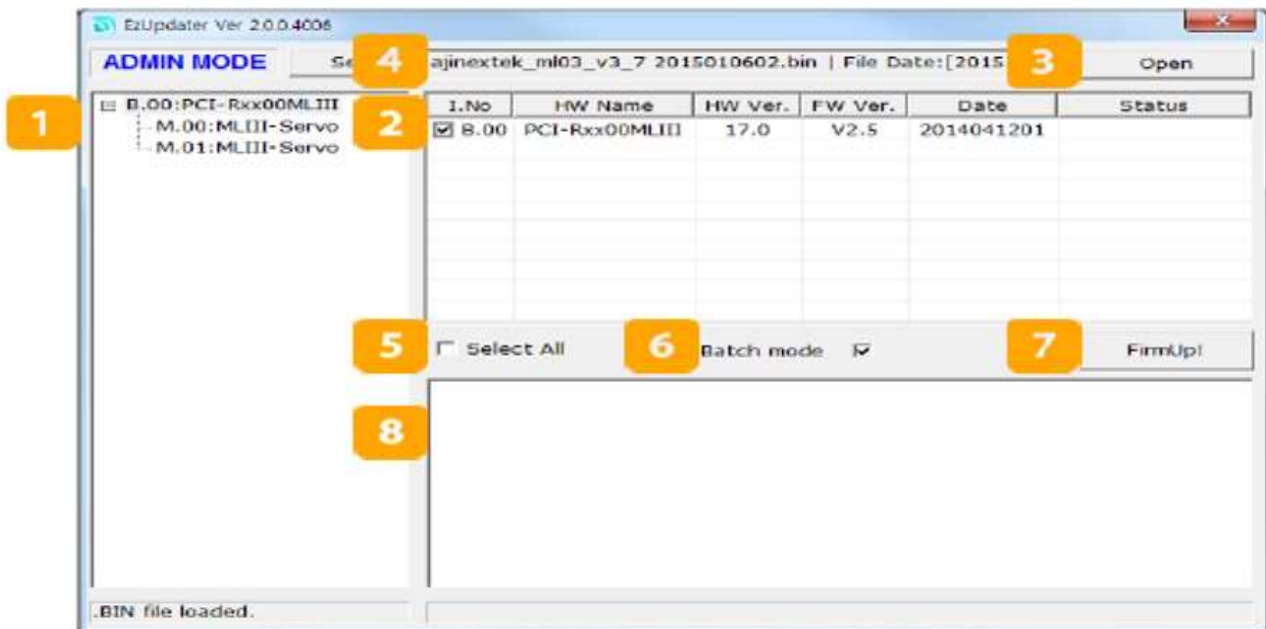 EzUpdater Ver 2.0.0.4006
ADMIN MODE Se 4 ajinextek_ml03_v3_7 2015010602.bin | File Date:[2015 3 Open
1
B.00:PCI-Rxx00MLIII
M.00:MLIII-Servo
M.01:MLIII-Servo
2
I.No HW Name HW Ver. FW Ver. Date Status
B.00 PCI-Rxx00MLIII 17.0 V2.5 2014041201
5 Select All 6 Batch mode 7 FirmUp!
8
.BIN file loaded.